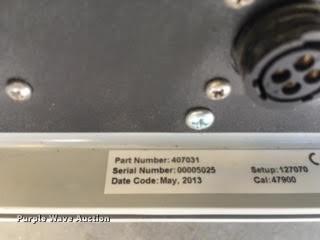 Part Number: 407031
Serial Number: 00005025 Setup: 127070
Date Code: May, 2013 Cal: 47900
Purple Wave Auction